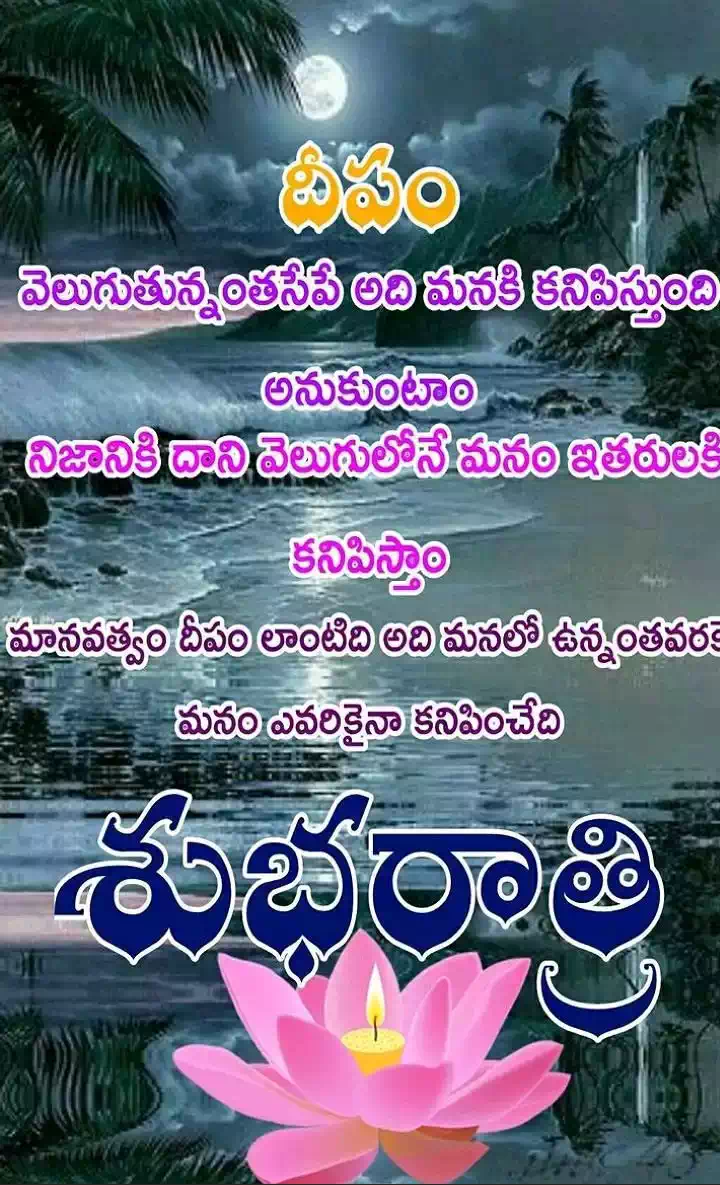 దీపం
వెలుగుతున్నంతసేపే అది మనకి కనిపిస్తుంది
అనుకుంటాం
నిజానికి దాని వెలుగులోనే మనం ఇతరులకి
కనిపిస్తాం
మానవత్వం దీపం లాంటిది అది మనలో ఉన్నంతవరకే
మనం ఎవరికైనా కనిపించేది
శుభరాత్రి